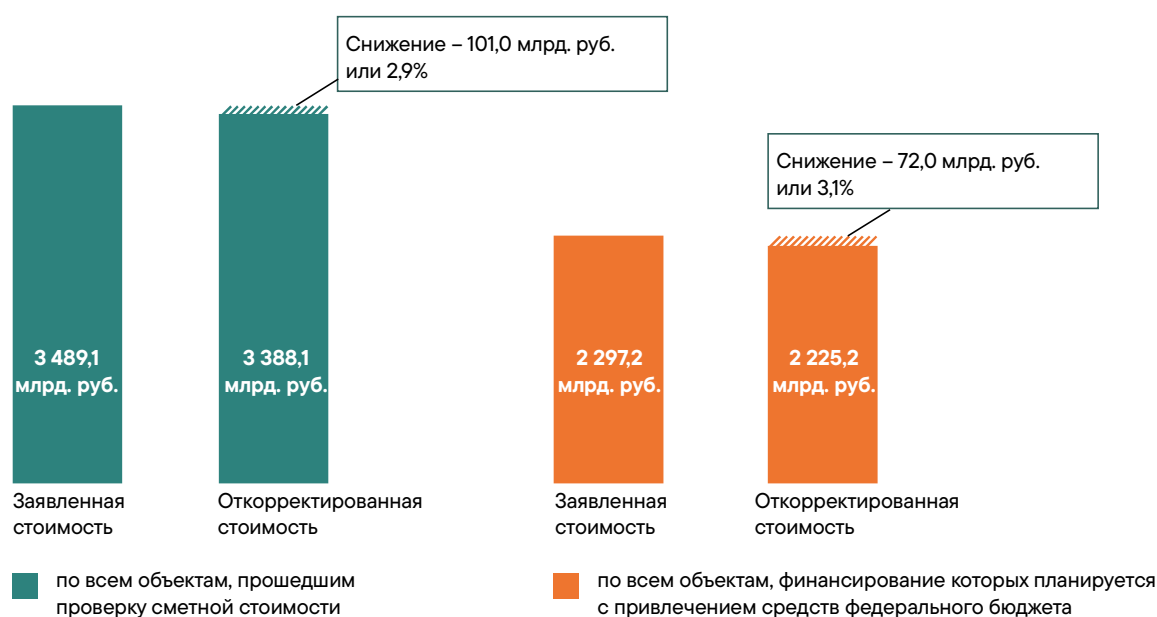 Снижение – 101,0 млрд. руб.
или 2,9%
Снижение – 72,0 млрд. руб.
или 3,1%
3 489,1
млрд. руб.
3 388,1
млрд. руб.
2 297,2
млрд. руб.
2 225,2
млрд. руб.
Заявленная
стоимость
Откорректированная
стоимость
Заявленная
стоимость
Откорректированная
стоимость
по всем объектам, прошедшим
проверку сметной стоимости
по всем объектам, финансирование которых планируется
с привлечением средств федерального бюджета